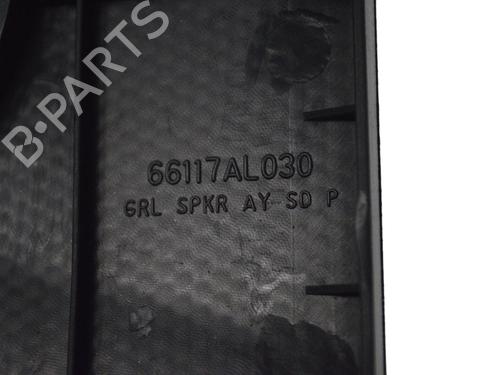 B-PARTS
66117AL030
GRL SPKR AY SD P